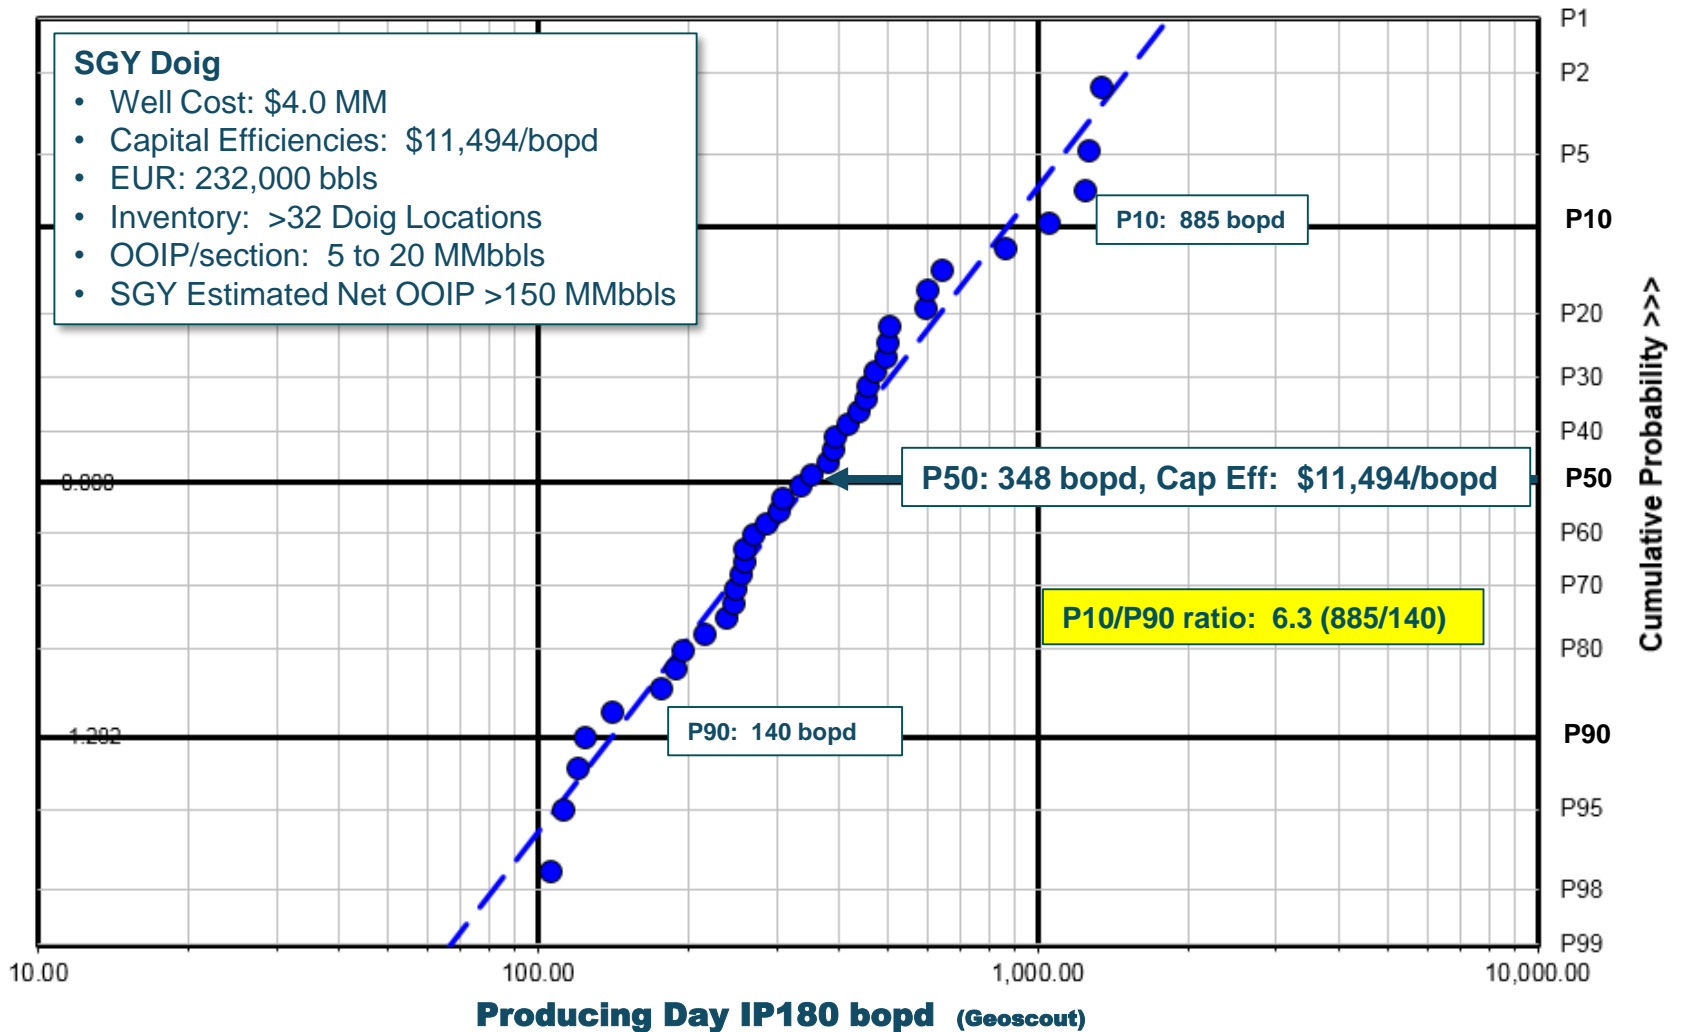 SGY Doig
• Well Cost: $4.0 MM
• Capital Efficiencies: $11,494/bopd
• EUR: 232,000 bbls
• Inventory: >32 Doig Locations
• OOIP/section: 5 to 20 MMbbls
• SGY Estimated Net OOIP >150 MMbbls
P1
P2
P5
P10: 885 bopd
P10
P20
P30
P40
P50: 348 bopd, Cap Eff: $11,494/bopd
P50
0.000
P60
P70
P10/P90 ratio: 6.3 (885/140)
P80
P90: 140 bopd
P90
1.282
P95
P98
P99
Cumulative Probability >>>
10.00 100.00 1,000.00 10,000.00
Producing Day IP180 bopd (Geoscout)